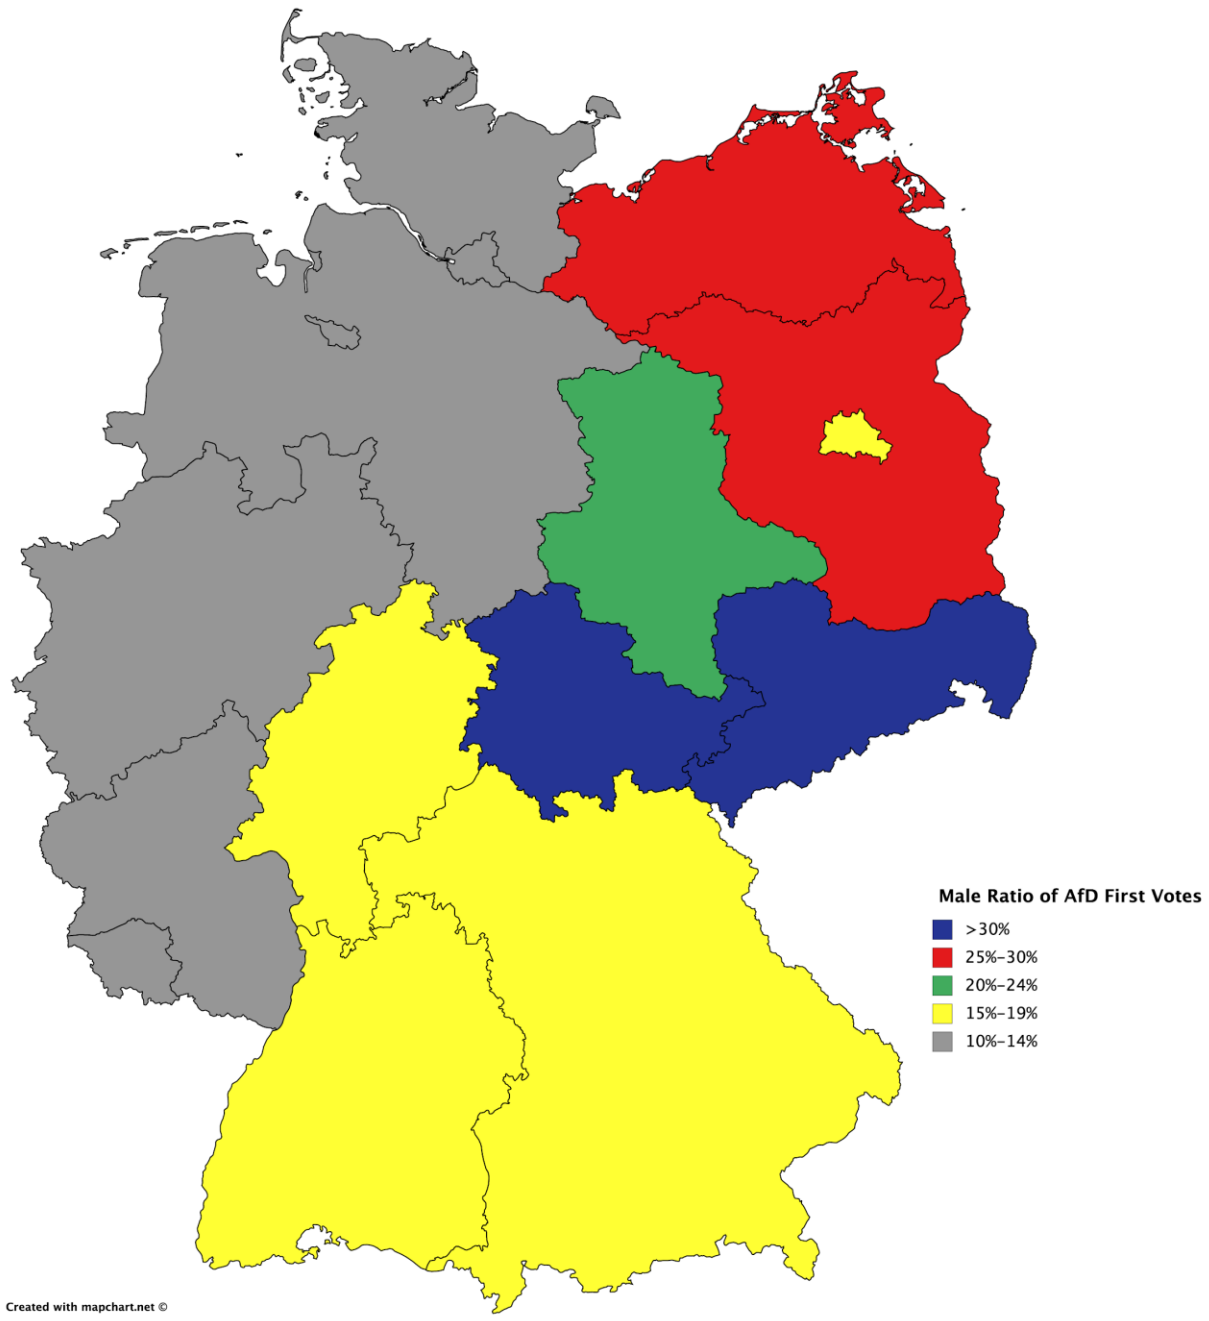 Male Ratio of AfD First Votes
>30%
25%-30%
20%-24%
15%-19%
10%-14%
Created with mapchart.net ©